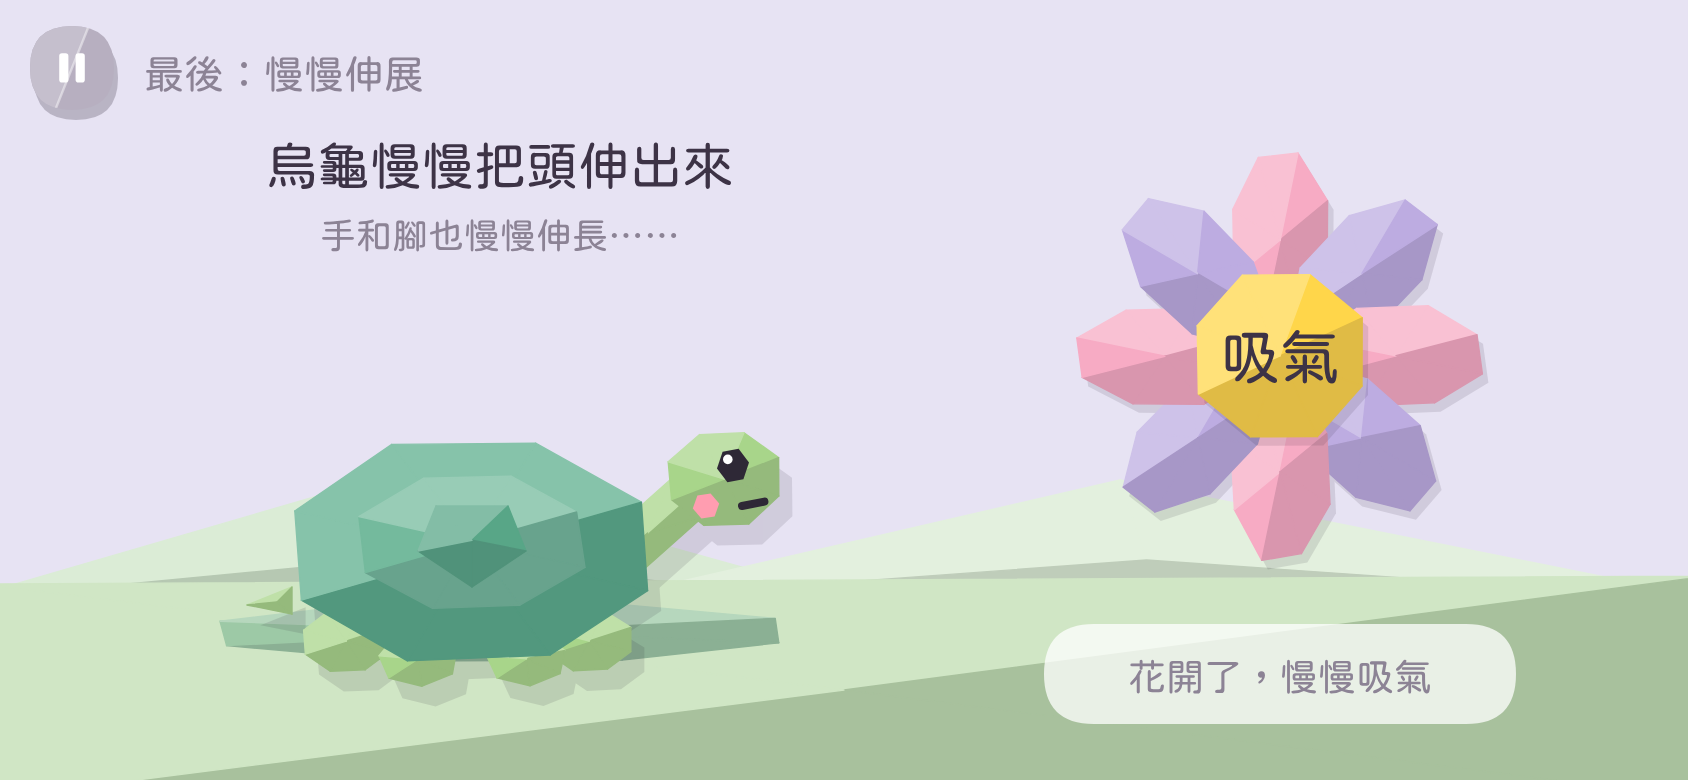 最後：慢慢伸展
烏龜慢慢把頭伸出來
手和腳也慢慢伸長⋯⋯
吸氣
花開了，慢慢吸氣